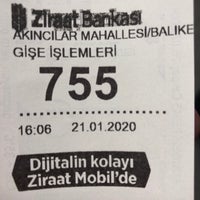 Ziraat Bankası
AKINCILAR MAHALLESİ/BALIKE
GİŞE İŞLEMLERİ
755
16:06 21.01.2020
Dijitalin kolayı
Ziraat Mobil'de